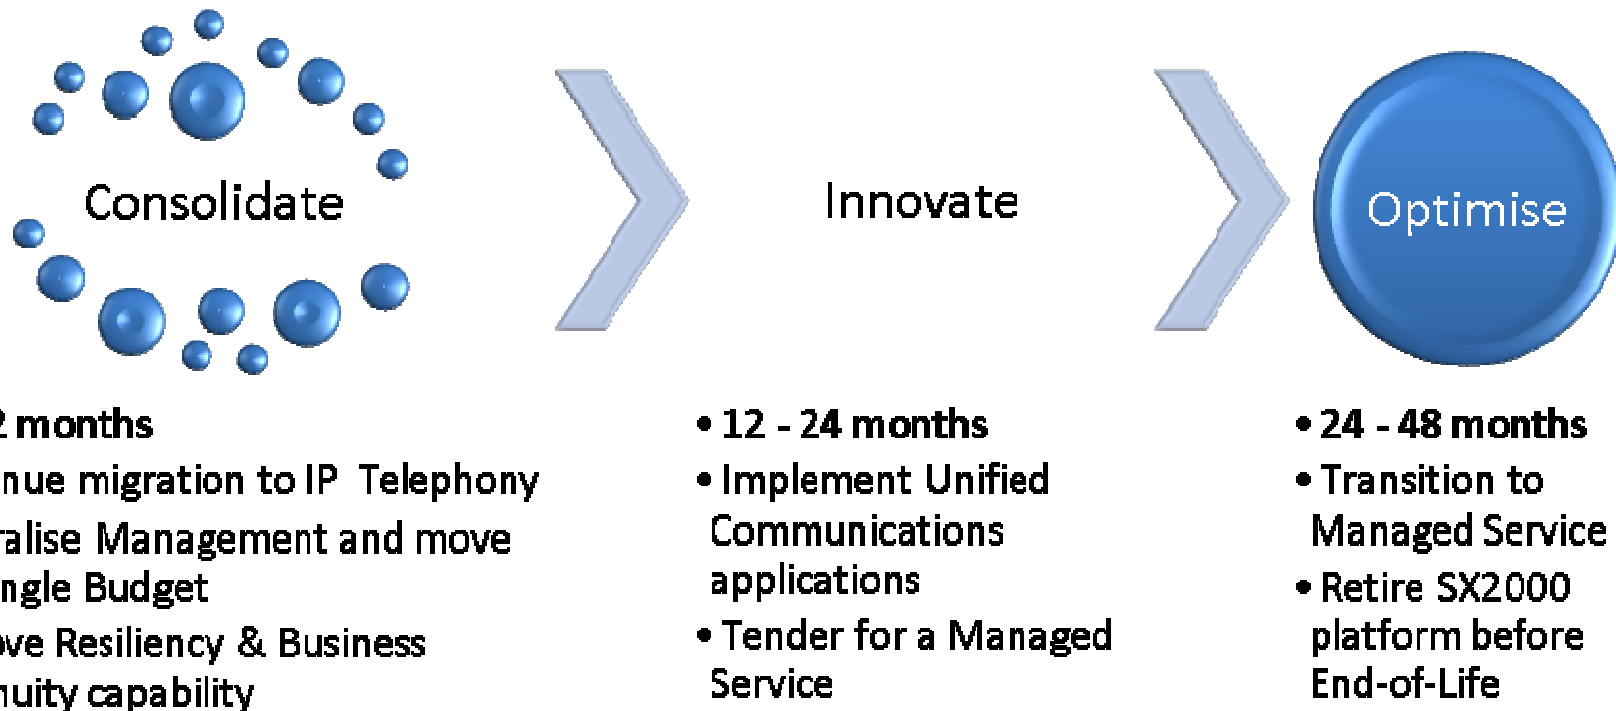 Consolidate
Innovate
Optimise
2 months
nue migration to IP Telephony
ralise Management and move
ngle Budget
ove Resiliency & Business
nuity capability
• 12 - 24 months
• Implement Unified
Communications
applications
• Tender for a Managed
Service
• 24 - 48 months
• Transition to
Managed Service
• Retire SX2000
platform before
End-of-Life